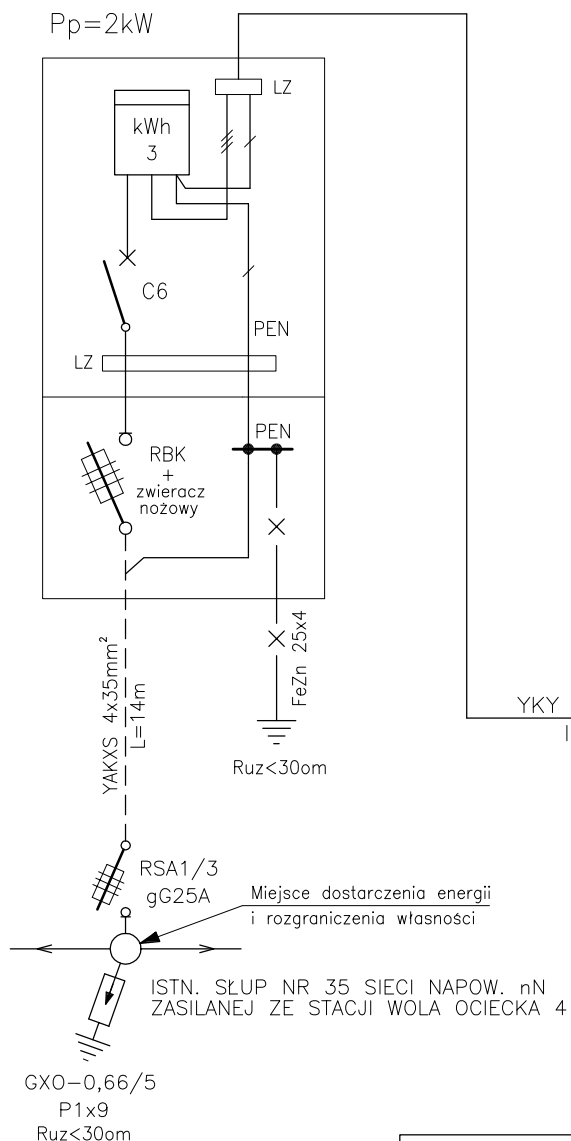 Pp=2kW
LZ
kWh
3
C6
PEN
LZ
PEN
RBK
+
zwieracz
nożowy
FeZn 25x4
YAKXS 4x35mm²
L=14m
YKY
Ruz<30om
RSA1/3
gG25A
Miejsce dostarczenia energii
i rozgraniczenia własności
ISTN. SŁUP NR 35 SIECI NAPOW. nN
ZASILANEJ ZE STACJI WOLA OCIECKA 4
GXO-0,66/5
P1x9
Ruz<30om